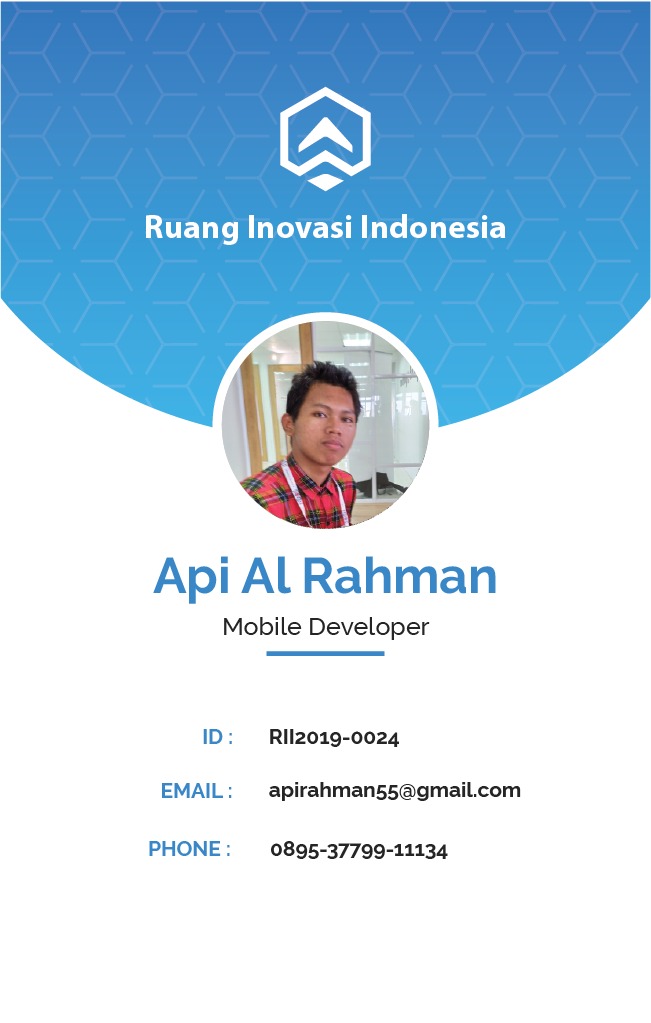 Ruang Inovasi Indonesia
Api Al Rahman
Mobile Developer
ID : RII2019-0024
EMAIL : apirahman55@gmail.com
PHONE : 0895-37799-11134